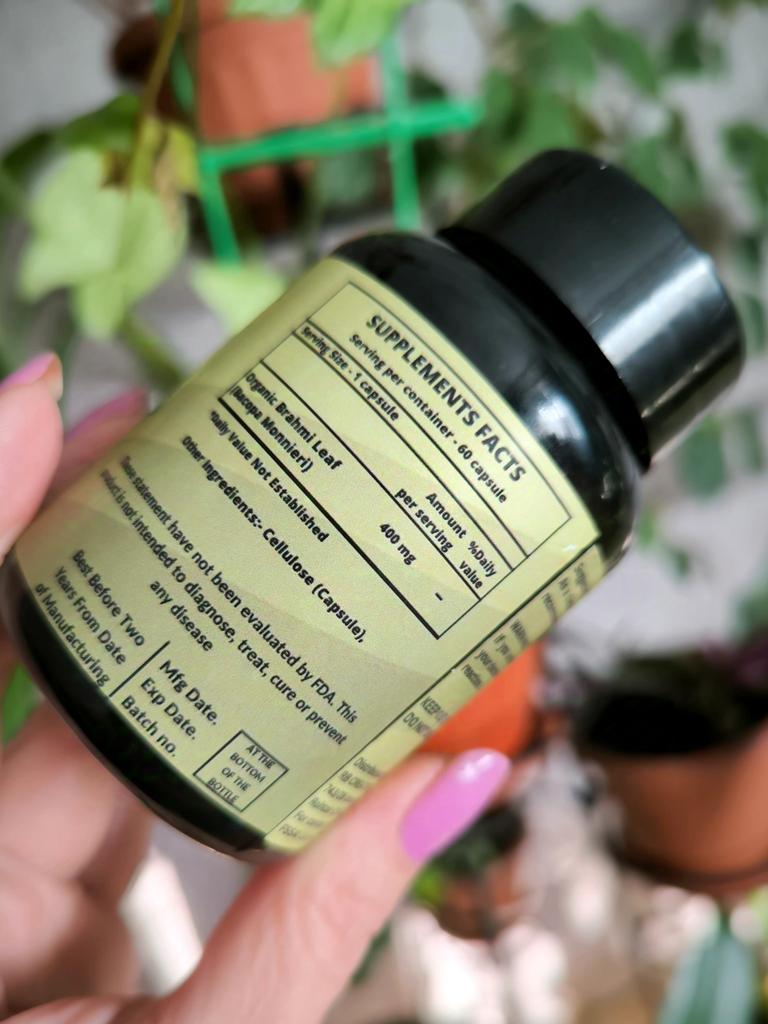 SUPPLEMENTS FACTS
Serving per container - 60 capsule
Serving Size - 1 capsule
Amount %Daily
per serving value
Organic Brahmi Leaf
(Bacopa Monnieri)
400 mg -
*Daily Value Not Established
Other Ingredients:- Cellulose (Capsule),
These statement have not been evaluated by FDA. This
product is not intended to diagnose, treat, cure or prevent
any disease
Best Before Two
Years From Date
of Manufacturing
Mfg Date.
Exp Date.
Batch no.
AT THE
BOTTOM
OF THE
BOTTLE